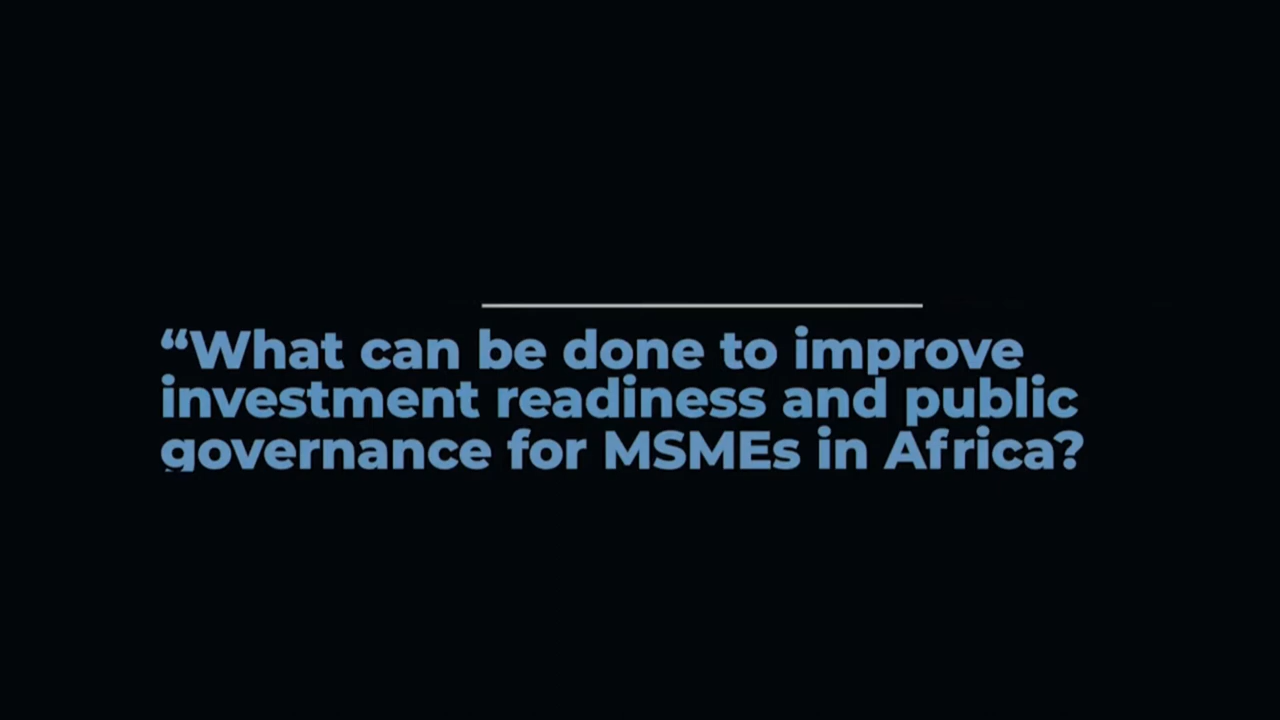 “What can be done to improve
investment readiness and public
governance for MSMEs in Africa?